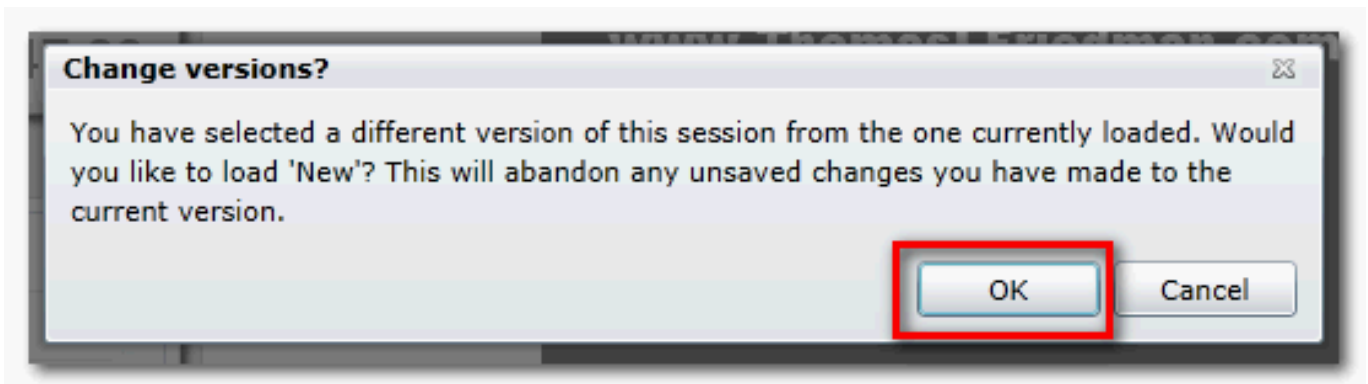 Change versions?
You have selected a different version of this session from the one currently loaded. Would
you like to load 'New'? This will abandon any unsaved changes you have made to the
current version.
OK Cancel